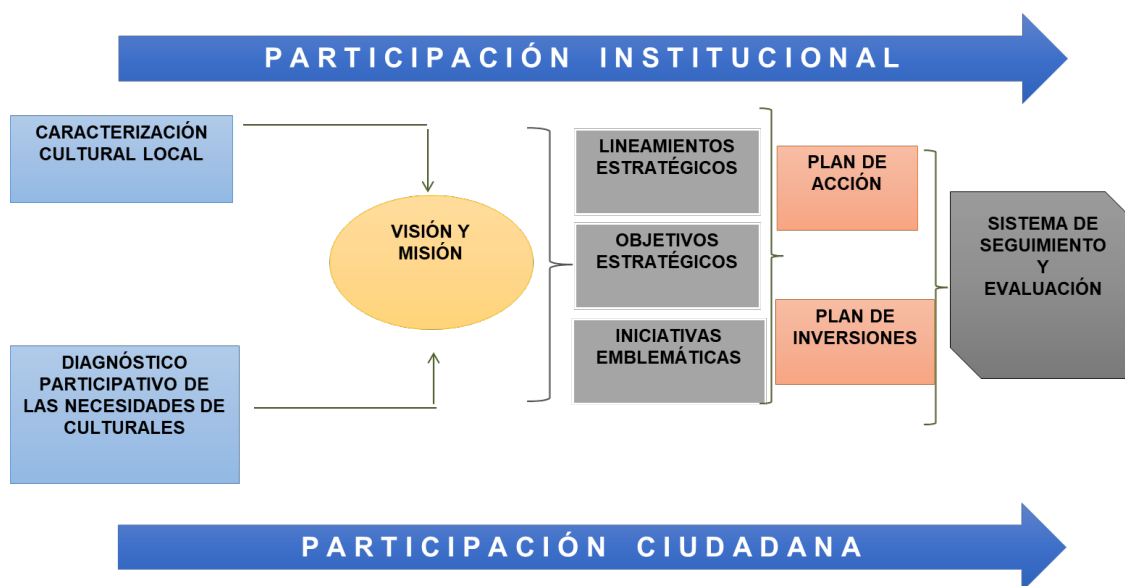 PARTICIPACIÓN INSTITUCIONAL
CARACTERIZACIÓN
CULTURAL LOCAL
DIAGNÓSTICO
PARTICIPATIVO DE
LAS NECESIDADES DE
CULTURALES
VISIÓN Y
MISIÓN
LINEAMIENTOS
ESTRATÉGICOS
OBJETIVOS
ESTRATÉGICOS
INICIATIVAS
EMBLEMÁTICAS
PLAN DE
ACCIÓN
PLAN DE
INVERSIONES
SISTEMA DE
SEGUIMIENTO
Y
EVALUACIÓN
PARTICIPACIÓN CIUDADANA